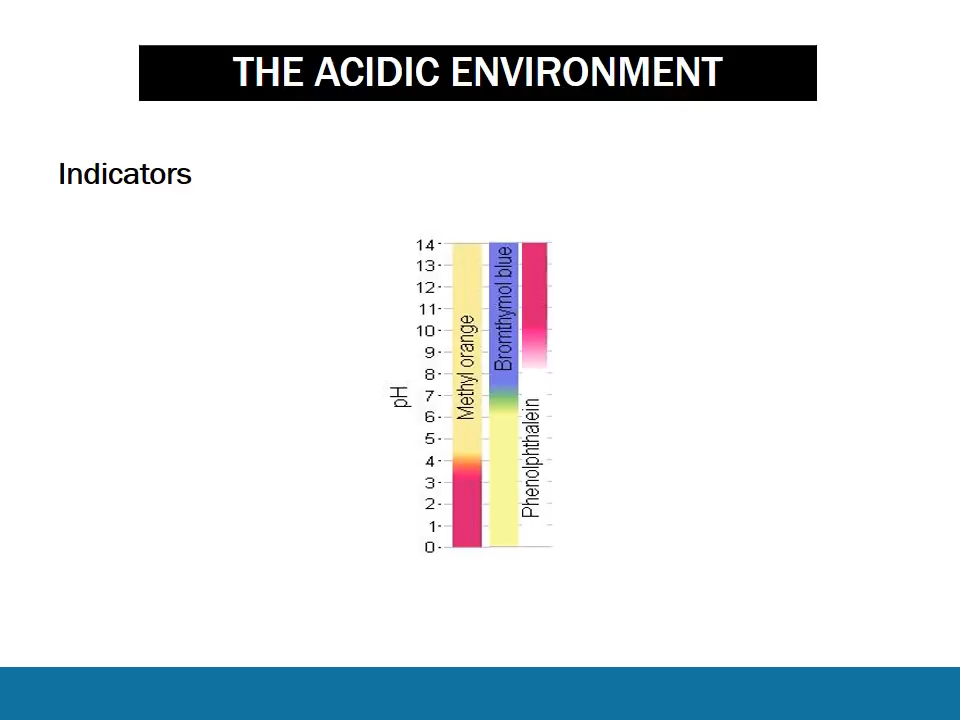 THE ACIDIC ENVIRONMENT
Indicators
14
13
12
11
10
9
8
7
6
5
4
3
2
1
0
pH
Methyl orange
Bromthymol blue
Phenolphthalein